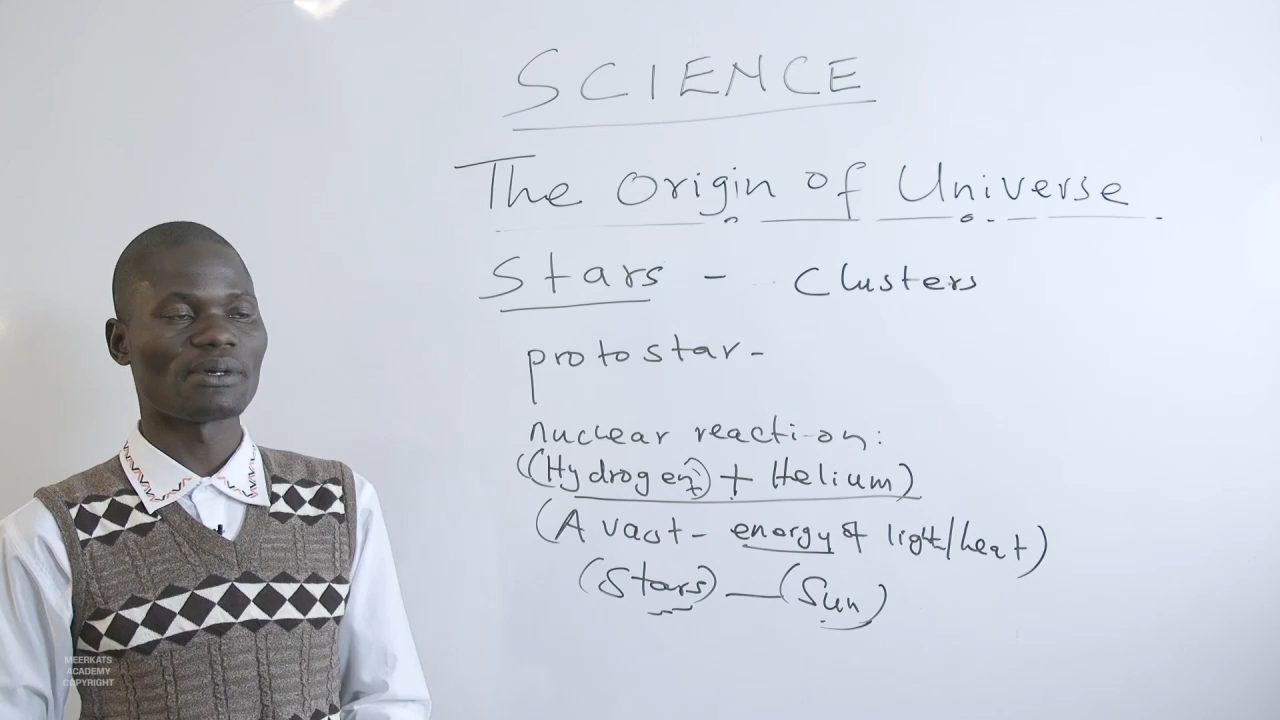 SCIENCE
The Origin of Universe
Stars - Clusters
protostar -
nuclear reaction:
((Hydrogen) + Helium)
(A vast - energy of light/heat)
(Stars) — (Sun)
MEERKATS
ACADEMY
COPYRIGHT